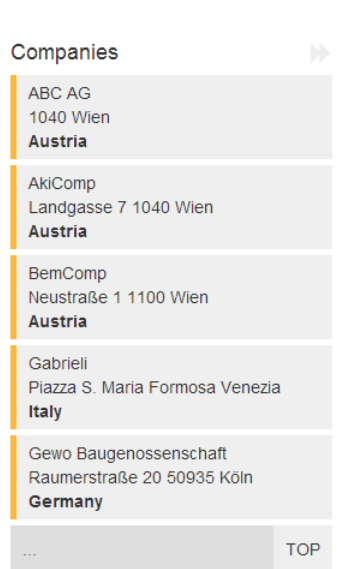 Companies
ABC AG
1040 Wien
Austria
AkiComp
Landgasse 7 1040 Wien
Austria
BemComp
Neustraße 1 1100 Wien
Austria
Gabrieli
Piazza S. Maria Formosa Venezia
Italy
Gewo Baugenossenschaft
Raumerstraße 20 50935 Köln
Germany
... TOP